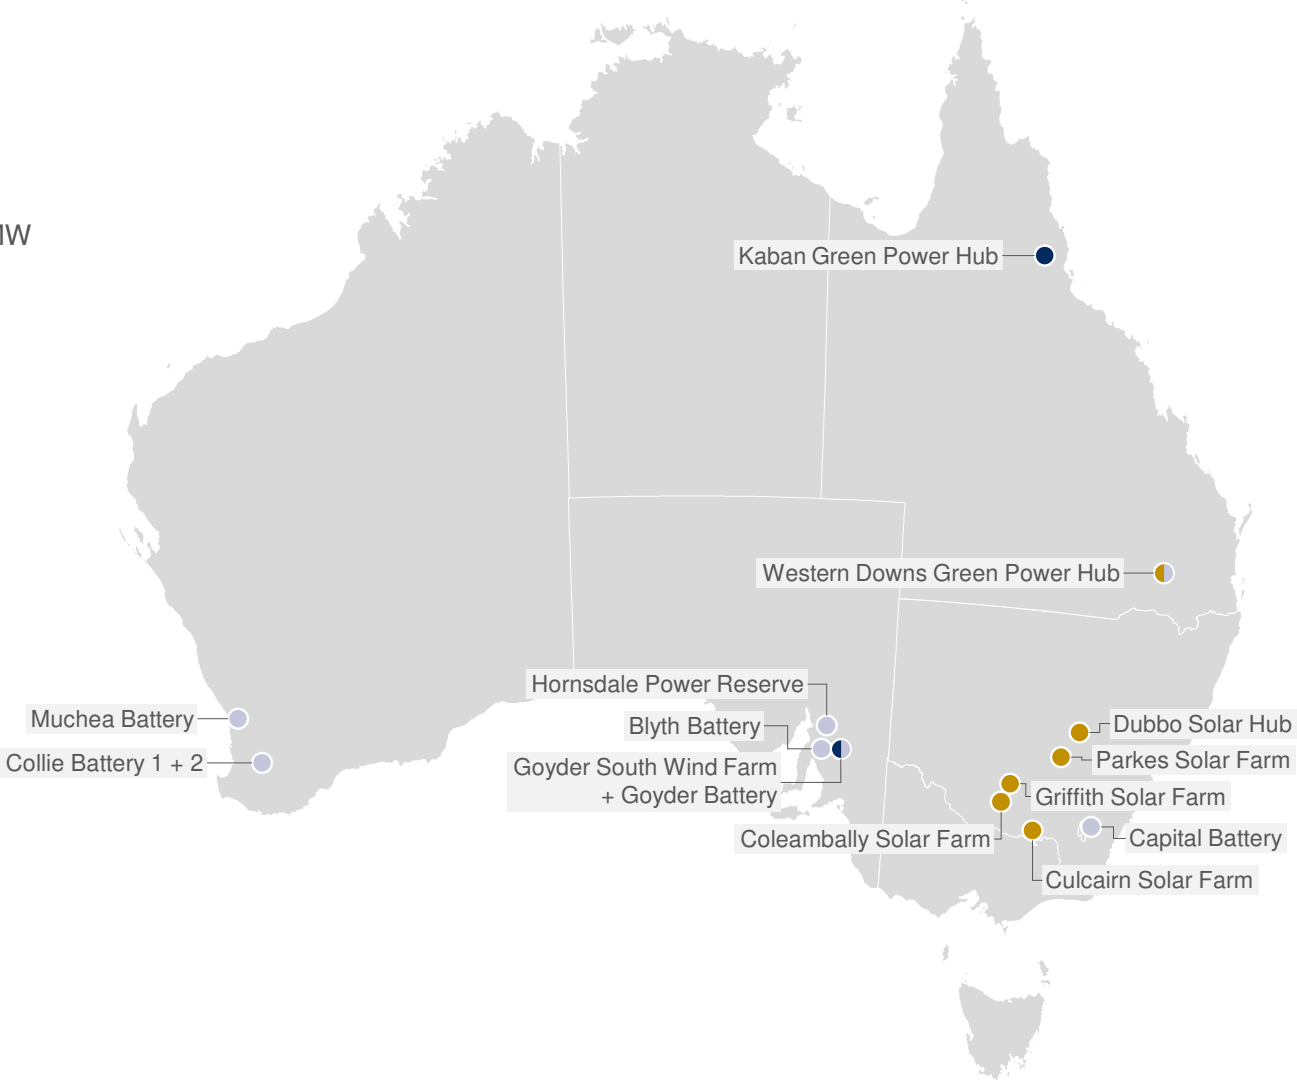 Kaban Green Power Hub
Western Downs Green Power Hub
Hornsdale Power Reserve
Muchea Battery
Blyth Battery
Dubbo Solar Hub
Collie Battery 1 + 2
Goyder South Wind Farm
+ Goyder Battery
Parkes Solar Farm
Griffith Solar Farm
Coleambally Solar Farm
Capital Battery
Culcairn Solar Farm